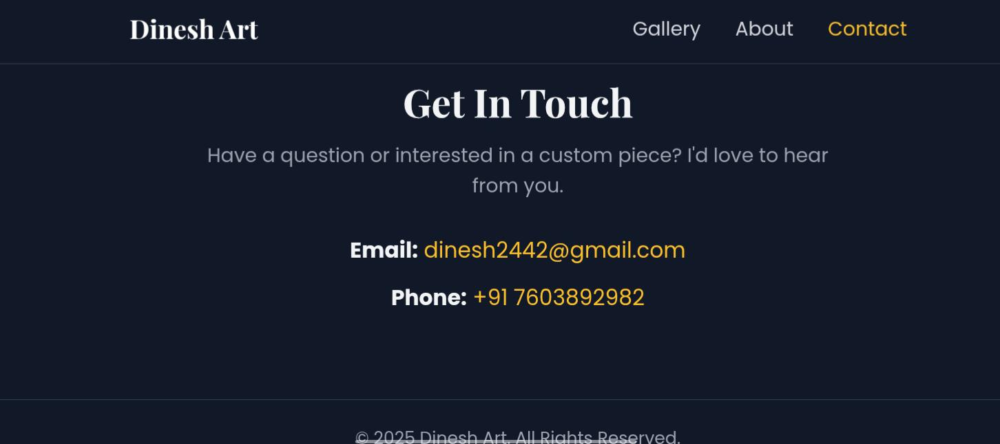 Dinesh Art
Gallery About Contact
Get In Touch
Have a question or interested in a custom piece? I'd love to hear
from you.
Email: dinesh2442@gmail.com
Phone: +91 7603892982
© 2025 Dinesh Art. All Rights Reserved.